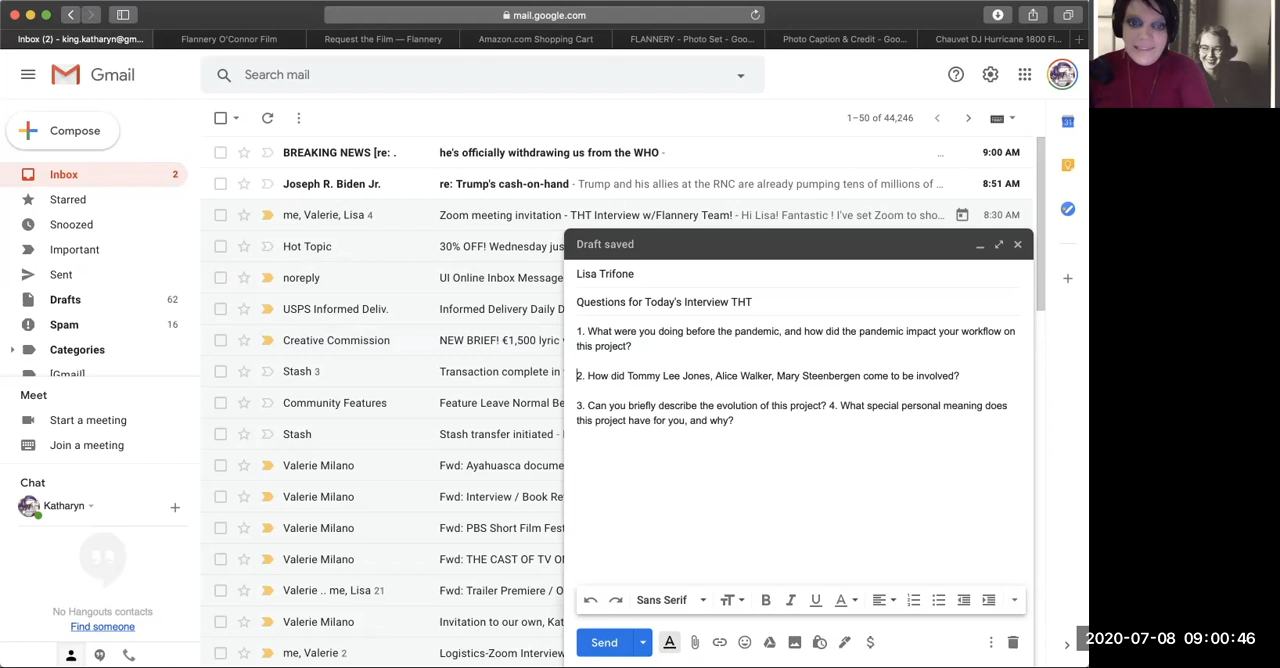 mail.google.com
Inbox (2) - king.katharyn@gm...
Flannery O'Connor Film
Request the Film — Flannery
Amazon.com Shopping Cart
FLANNERY - Photo Set - Goo...
Photo Caption & Credit - Goo...
Chauvet DJ Hurricane 1800 Fl...
Gmail
Search mail
Compose
1–50 of 44,246
Inbox 2
Starred
Snoozed
Important
Sent
Drafts 62
Spam 16
Categories
[Gmail]
Meet
Start a meeting
Join a meeting
Chat
Katharyn
No Hangouts contacts
Find someone
BREAKING NEWS [re: . he's officially withdrawing us from the WHO - ... 9:00 AM
Joseph R. Biden Jr. re: Trump's cash-on-hand - Trump and his allies at the RNC are already pumping tens of millions of ... 8:51 AM
me, Valerie, Lisa 4 Zoom meeting invitation - THT Interview w/Flannery Team! - Hi Lisa! Fantastic ! I've set Zoom to sho... 8:30 AM
Hot Topic 30% OFF! Wednesday jus
noreply UI Online Inbox Message
USPS Informed Deliv. Informed Delivery Daily D
Creative Commission NEW BRIEF! €1,500 lyric v
Stash 3 Transaction complete in
Community Features Feature Leave Normal Be
Stash Stash transfer initiated -
Valerie Milano Fwd: Ayahuasca docume
Valerie Milano Fwd: Interview / Book Re
Valerie Milano Fwd: PBS Short Film Fest
Valerie Milano Fwd: THE CAST OF TV O
Valerie .. me, Lisa 21 Fwd: Trailer Premiere / O
Valerie Milano Invitation to our own, Kat
me, Valerie 2 Logistics-Zoom Interview
Draft saved
Lisa Trifone
Questions for Today's Interview THT
1. What were you doing before the pandemic, and how did the pandemic impact your workflow on
this project?
2. How did Tommy Lee Jones, Alice Walker, Mary Steenbergen come to be involved?
3. Can you briefly describe the evolution of this project? 4. What special personal meaning does
this project have for you, and why?
Sans Serif
Send
31
2020-07-08 09:00:46